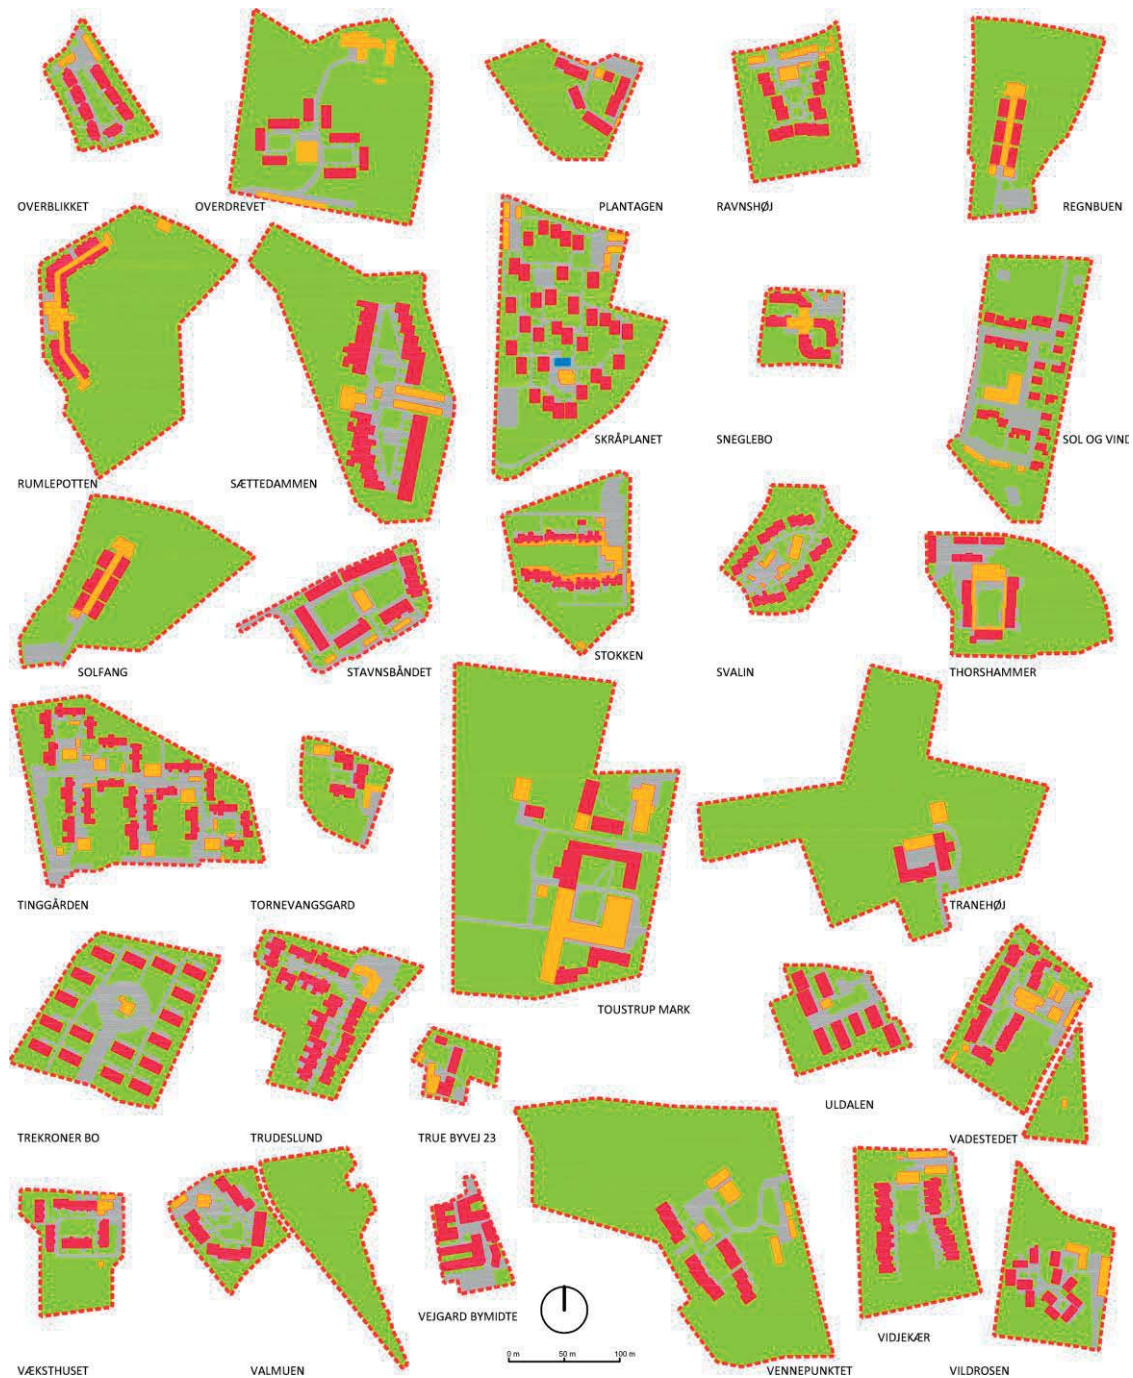 OVERBLIKKET
OVERDREVET
PLANTAGEN
RAVNSHØJ
REGNBUEN
RUMLEPOTTEN
SÆTTEDAMMEN
SKRÅPLANET
SNEGLEBO
SOL OG VIND
SOLFANG
STAVNSBÅNDET
STOKKEN
SVALIN
THORSHAMMER
TINGGÅRDEN
TORNEVANGSGARD
TOUSTRUP MARK
TRANEHØJ
TREKRONER BO
TRUDESLUND
TRUE BYVEJ 23
ULDALEN
VADESTEDET
VÆKSTHUSET
VALMUEN
VEJGARD BYMIDTE
0 m 50 m 100 m
VENNEPUNKTET
VIDJEKÆR
VILDROSEN